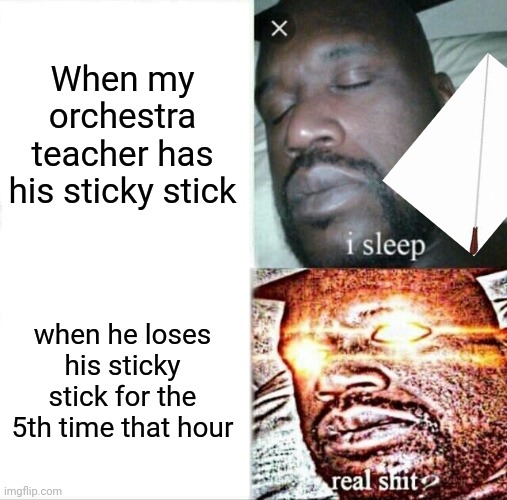 When my
orchestra
teacher has
his sticky stick
i sleep
when he loses
his sticky
stick for the
5th time that hour
real shit?
imgflip.com